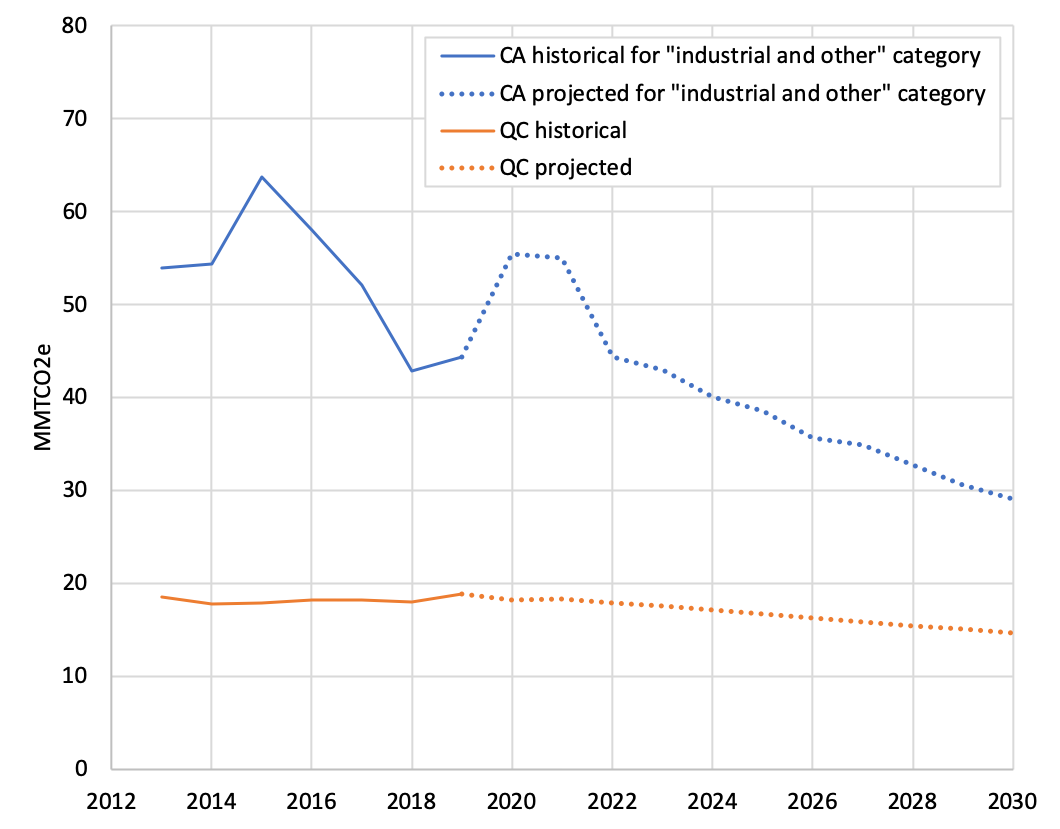 80
70
60
50
40
30
20
10
0
MMTCO2e
CA historical for "industrial and other" category
CA projected for "industrial and other" category
QC historical
QC projected
2012 2014 2016 2018 2020 2022 2024 2026 2028 2030